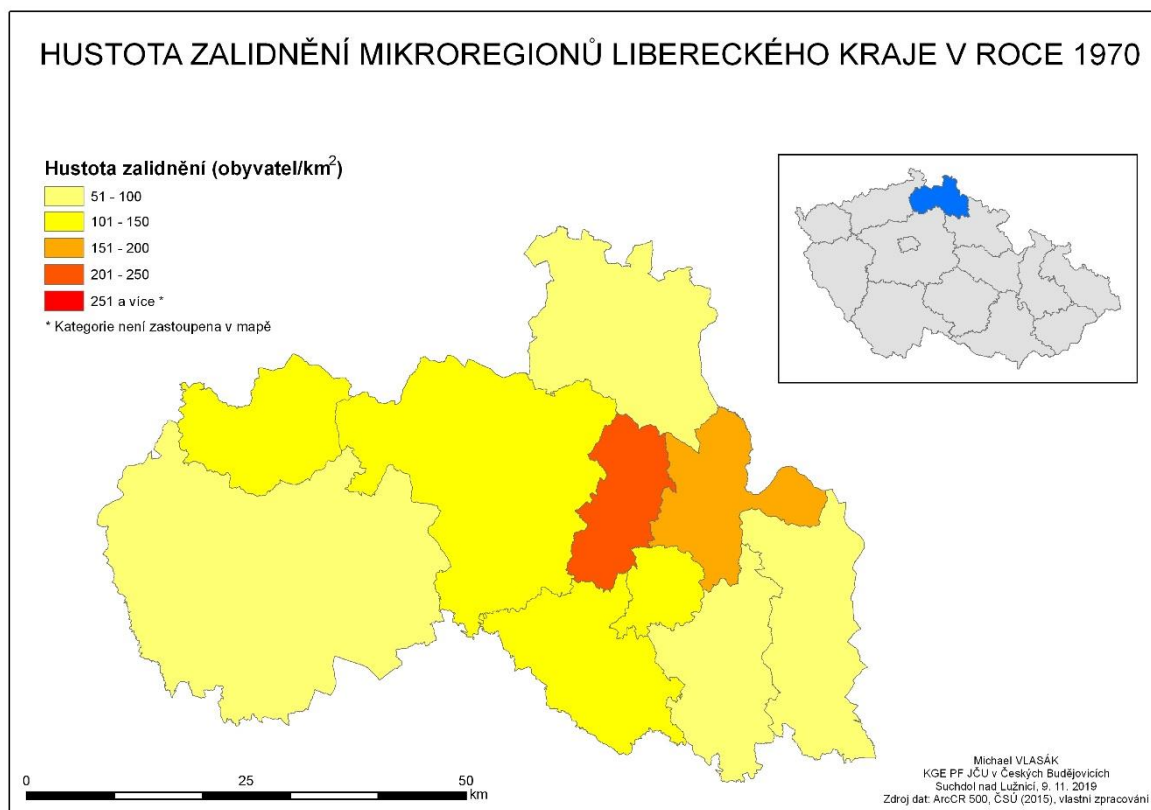 HUSTOTA ZALIDNĚNÍ MIKROREGIONŮ LIBERECKÉHO KRAJE V ROCE 1970
Hustota zalidnění (obyvatel/km²)
51 - 100
101 - 150
151 - 200
201 - 250
251 a více *
* Kategorie není zastoupena v mapě
0 25 50
km
Michael VLASÁK
KGE PF JČU v Českých Budějovicích
Suchdol nad Lužnicí, 9. 11. 2019
Zdroj dat: ArcČR 500, ČSÚ (2015), vlastní zpracování